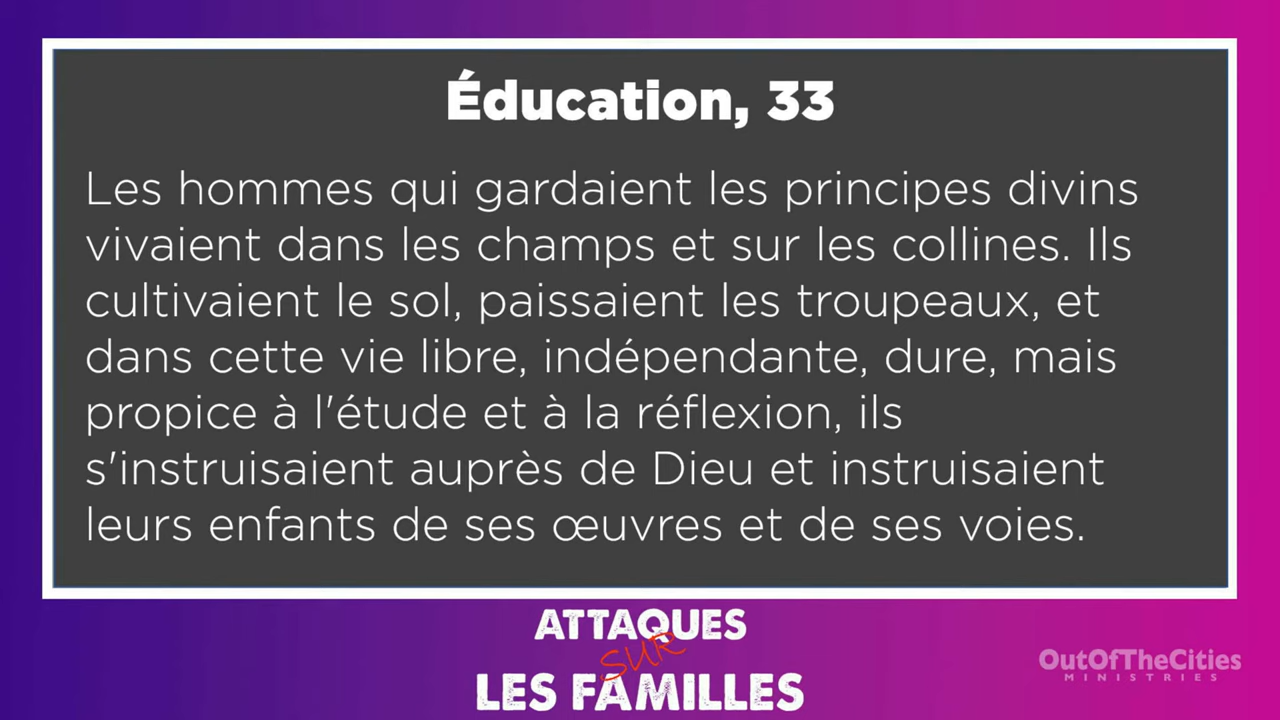 Éducation, 33
Les hommes qui gardaient les principes divins
vivaient dans les champs et sur les collines. Ils
cultivaient le sol, paissaient les troupeaux, et
dans cette vie libre, indépendante, dure, mais
propice à l'étude et à la réflexion, ils
s'instruisaient auprès de Dieu et instruisaient
leurs enfants de ses œuvres et de ses voies.
ATTAQUES
SUR
LES FAMILLES
OutOfTheCities
MINISTRIES